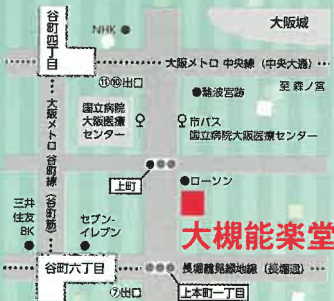 大阪城
NHK
谷町四丁目
大阪メトロ 中央線（中央大通）
⑪⑩出口
至 森ノ宮
難波宮跡
国立病院
大阪医療
センター
市バス
国立病院大阪医療センター
大阪メトロ 谷町線（谷町筋）
上町
ローソン
三井
住友
BK
セブン-
イレブン
大槻能楽堂
谷町六丁目
長堀鶴見緑地線（長堀通）
⑦出口
上本町一丁目